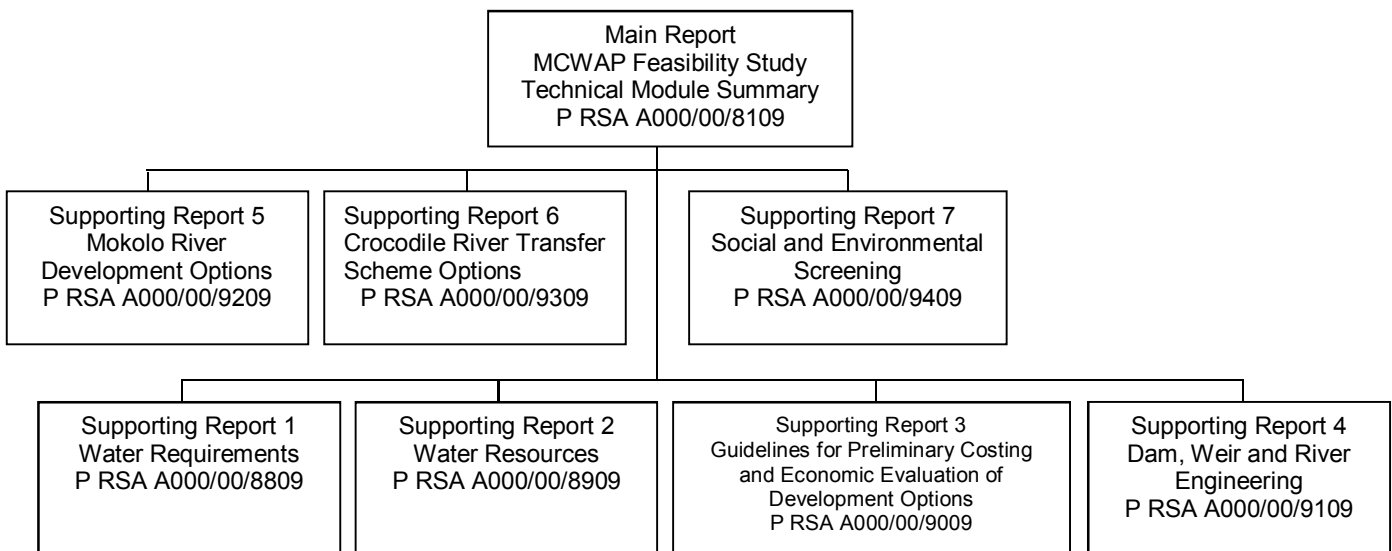 Main Report
MCWAP Feasibility Study
Technical Module Summary
P RSA A000/00/8109
Supporting Report 5
Mokolo River
Development Options
P RSA A000/00/9209
Supporting Report 6
Crocodile River Transfer
Scheme Options
P RSA A000/00/9309
Supporting Report 7
Social and Environmental
Screening
P RSA A000/00/9409
Supporting Report 1
Water Requirements
P RSA A000/00/8809
Supporting Report 2
Water Resources
P RSA A000/00/8909
Supporting Report 3
Guidelines for Preliminary Costing
and Economic Evaluation of
Development Options
P RSA A000/00/9009
Supporting Report 4
Dam, Weir and River
Engineering
P RSA A000/00/9109